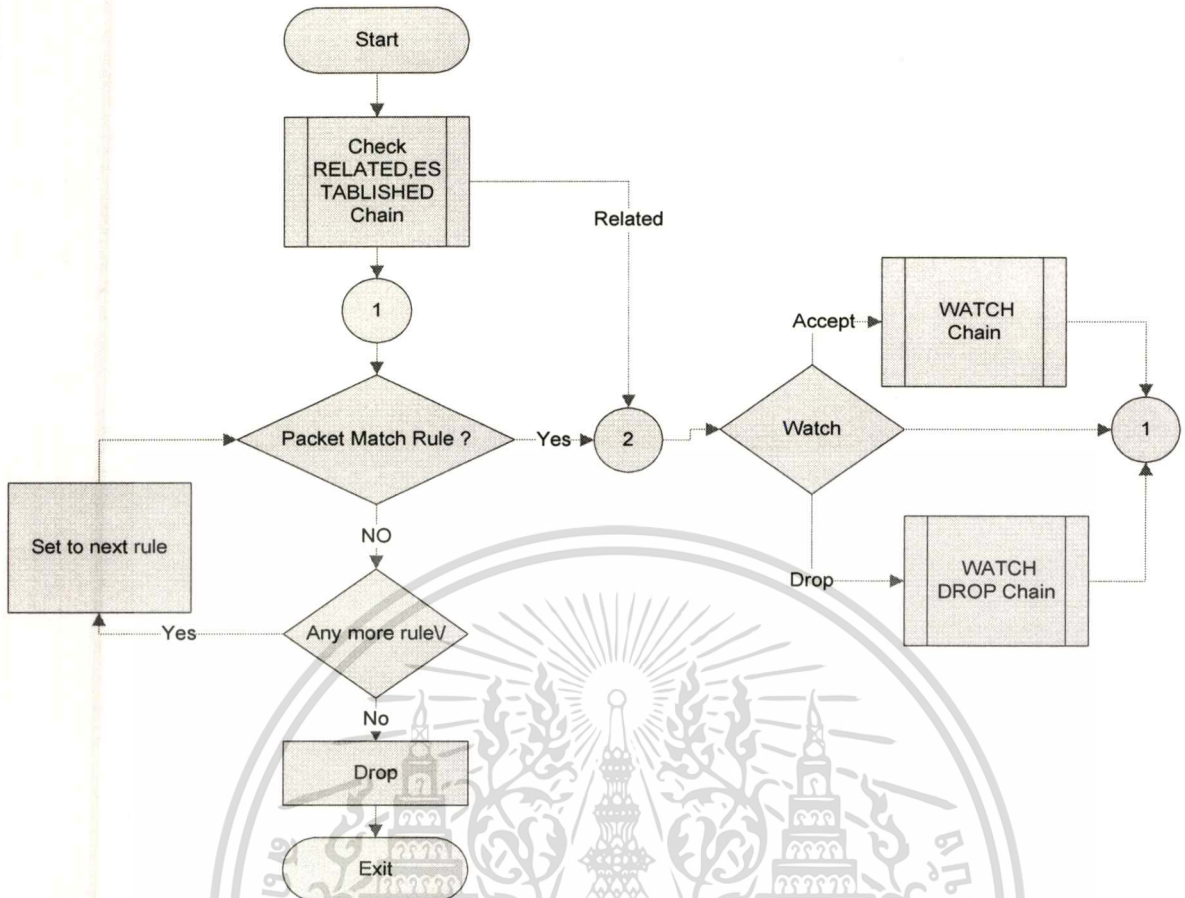 Start
Check
RELATED,ES
TABLISHED
Chain
Related
1
Accept
WATCH
Chain
Packet Match Rule ?
Yes
2
Watch
1
Set to next rule
NO
Drop
WATCH
DROP Chain
Yes
Any more rule\/
No
Drop
Exit